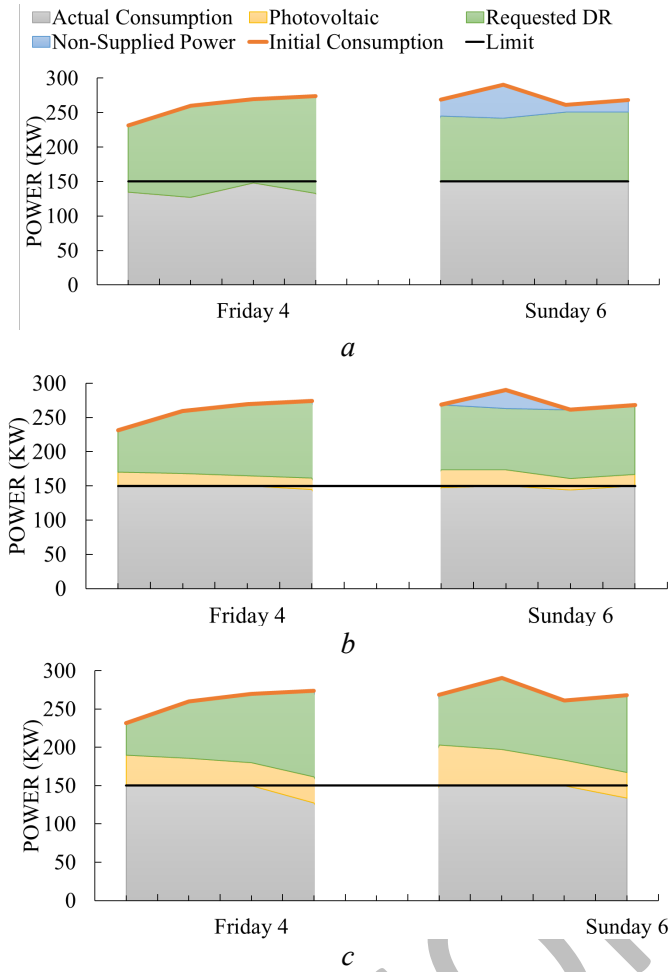 Actual Consumption Photovoltaic Requested DR
Non-Supplied Power Initial Consumption Limit
POWER (KW)
300
250
200
150
100
50
0
Friday 4 Sunday 6
a
POWER (KW)
300
250
200
150
100
50
0
Friday 4 Sunday 6
b
POWER (KW)
300
250
200
150
100
50
0
Friday 4 Sunday 6
c